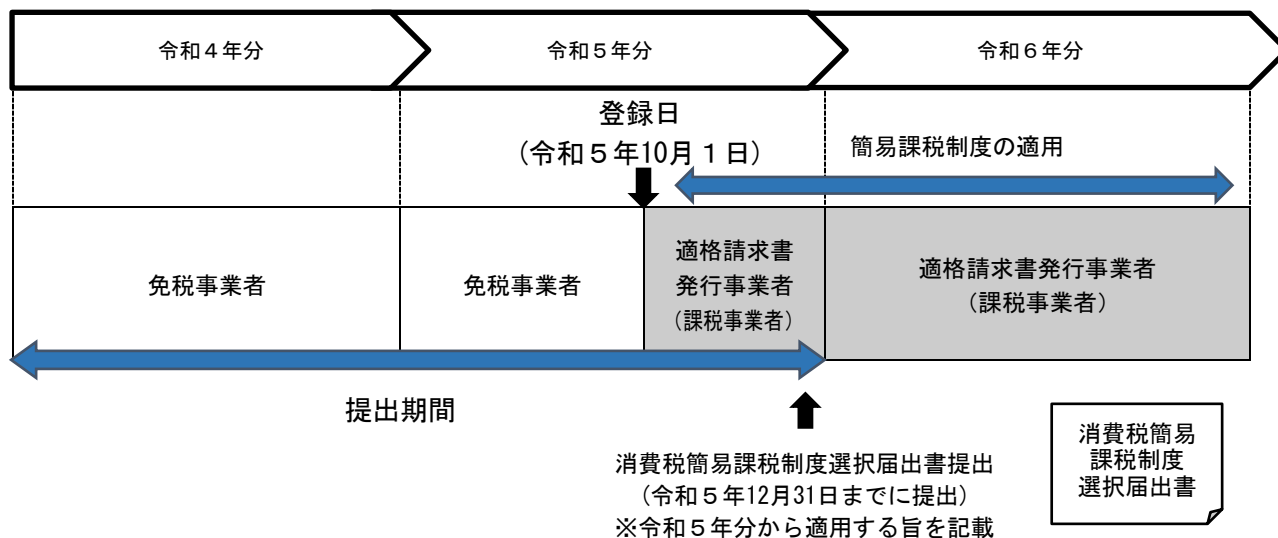 令和４年分
令和５年分
令和６年分
登録日
（令和５年10月１日）
簡易課税制度の適用
免税事業者
免税事業者
適格請求書
発行事業者
（課税事業者）
適格請求書発行事業者
（課税事業者）
提出期間
消費税簡易課税制度選択届出書提出
（令和５年12月31日までに提出）
※令和５年分から適用する旨を記載
消費税簡易
課税制度
選択届出書